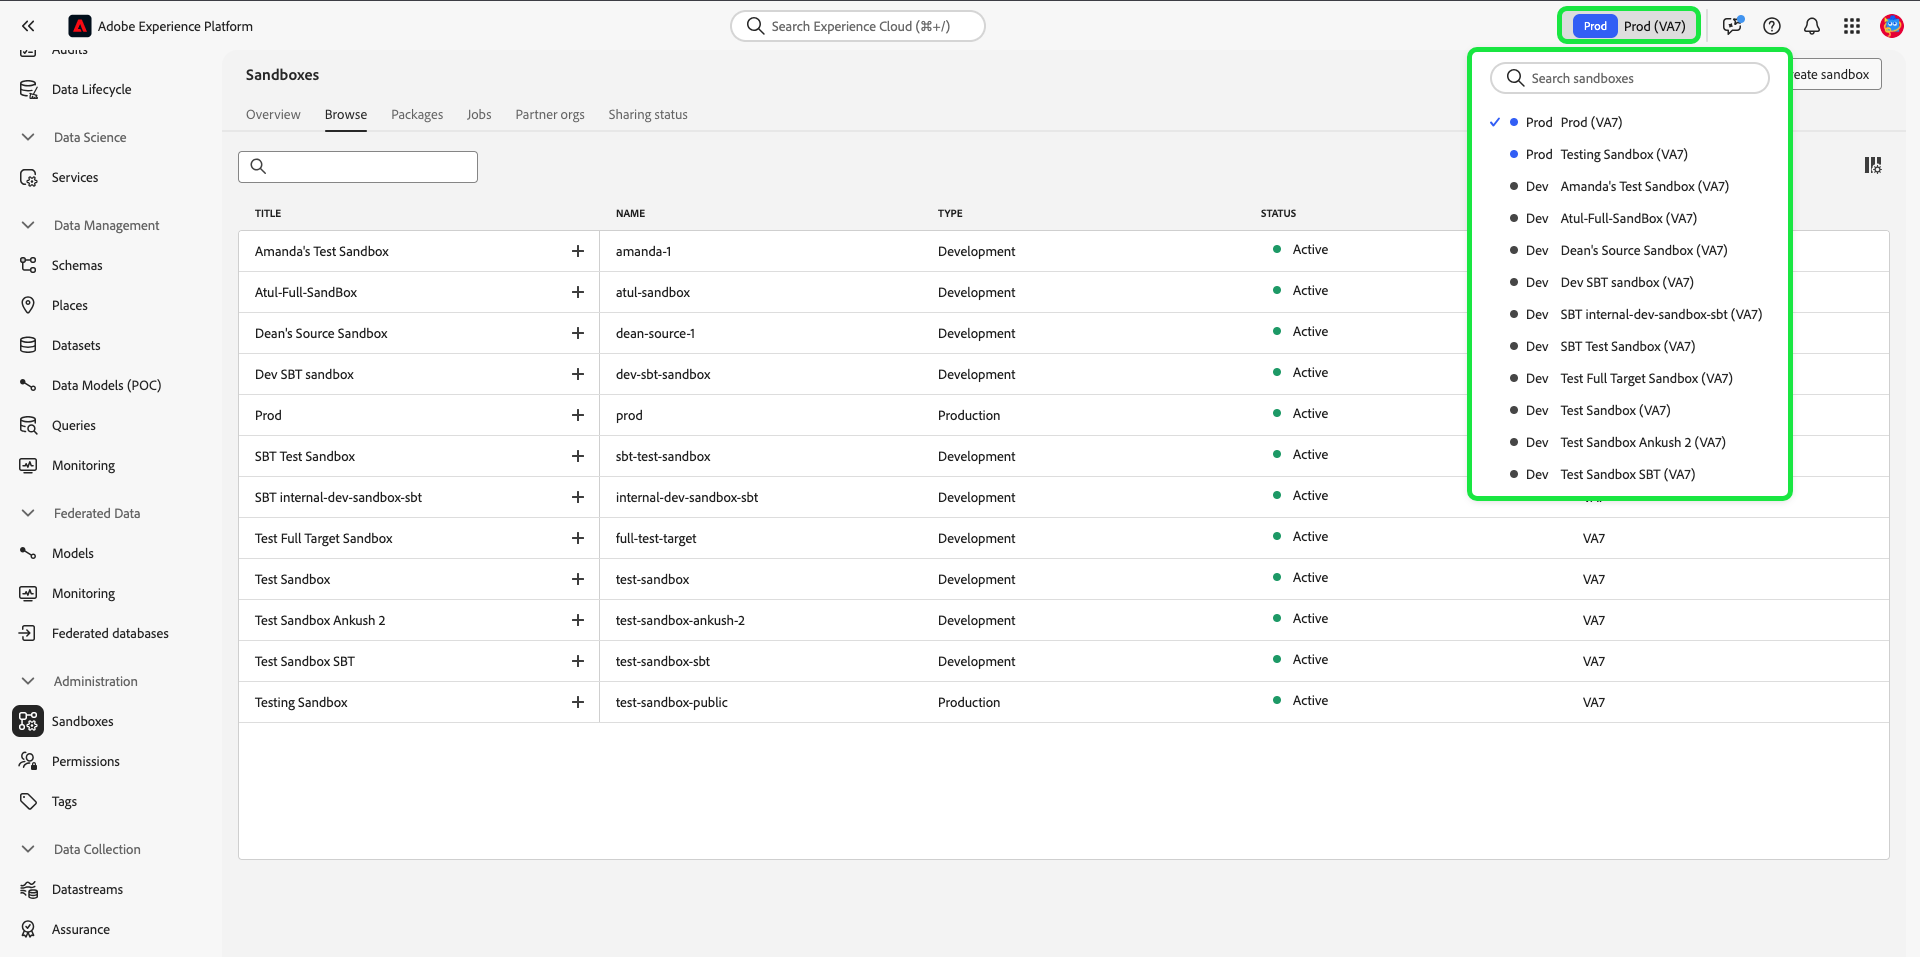 Adobe Experience Platform
Search Experience Cloud (⌘+/)
Prod Prod (VA7)
Audits
Data Lifecycle
Data Science
Services
Data Management
Schemas
Places
Datasets
Data Models (POC)
Queries
Monitoring
Federated Data
Models
Monitoring
Federated databases
Administration
Sandboxes
Permissions
Tags
Data Collection
Datastreams
Assurance
Sandboxes
eate sandbox
Overview Browse Packages Jobs Partner orgs Sharing status
TITLE NAME TYPE STATUS
Amanda's Test Sandbox amanda-1 Development Active
Atul-Full-SandBox atul-sandbox Development Active
Dean's Source Sandbox dean-source-1 Development Active
Dev SBT sandbox dev-sbt-sandbox Development Active
Prod prod Production Active
SBT Test Sandbox sbt-test-sandbox Development Active
SBT internal-dev-sandbox-sbt internal-dev-sandbox-sbt Development Active
Test Full Target Sandbox full-test-target Development Active VA7
Test Sandbox test-sandbox Development Active VA7
Test Sandbox Ankush 2 test-sandbox-ankush-2 Development Active VA7
Test Sandbox SBT test-sandbox-sbt Development Active VA7
Testing Sandbox test-sandbox-public Production Active VA7
Search sandboxes
Prod Prod (VA7)
Prod Testing Sandbox (VA7)
Dev Amanda's Test Sandbox (VA7)
Dev Atul-Full-SandBox (VA7)
Dev Dean's Source Sandbox (VA7)
Dev Dev SBT sandbox (VA7)
Dev SBT internal-dev-sandbox-sbt (VA7)
Dev SBT Test Sandbox (VA7)
Dev Test Full Target Sandbox (VA7)
Dev Test Sandbox (VA7)
Dev Test Sandbox Ankush 2 (VA7)
Dev Test Sandbox SBT (VA7)